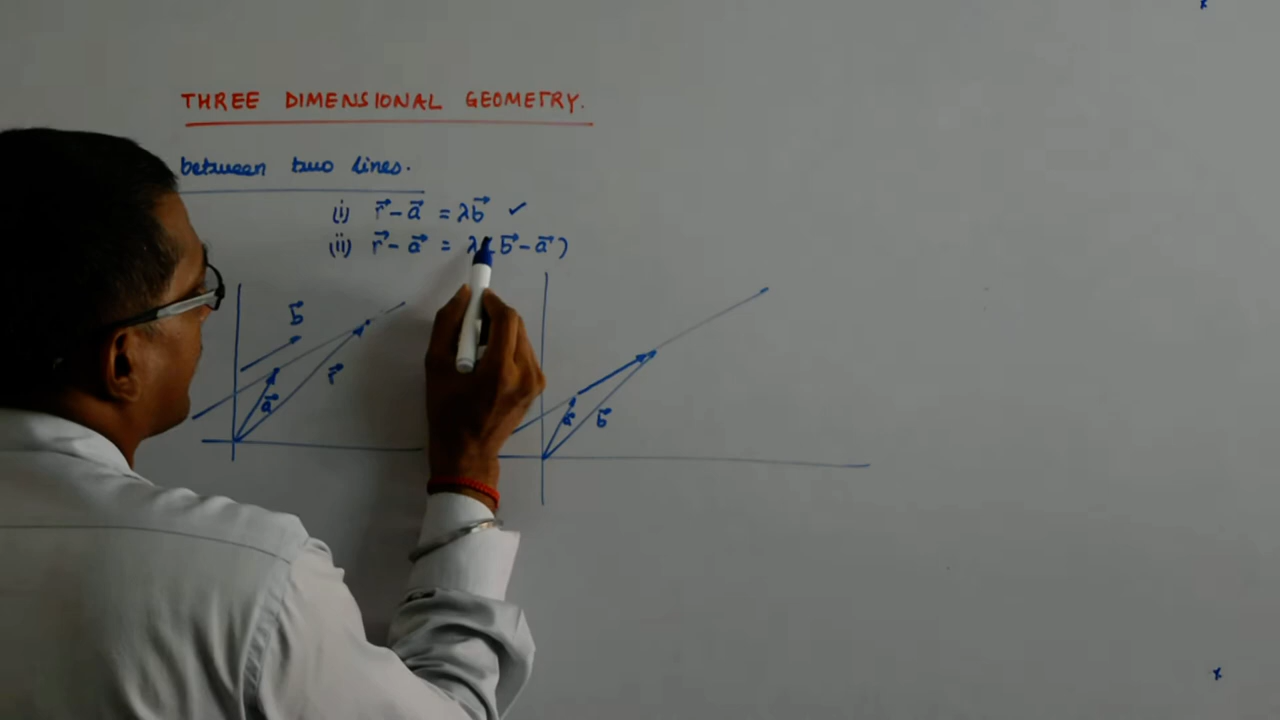 THREE DIMENSIONAL GEOMETRY.
between two lines.
(i) r⃗ - a⃗ = λb⃗ ✓
(ii) r⃗ - a⃗ = λ(b⃗ - a⃗)
b⃗
a⃗
r⃗
a⃗
b⃗